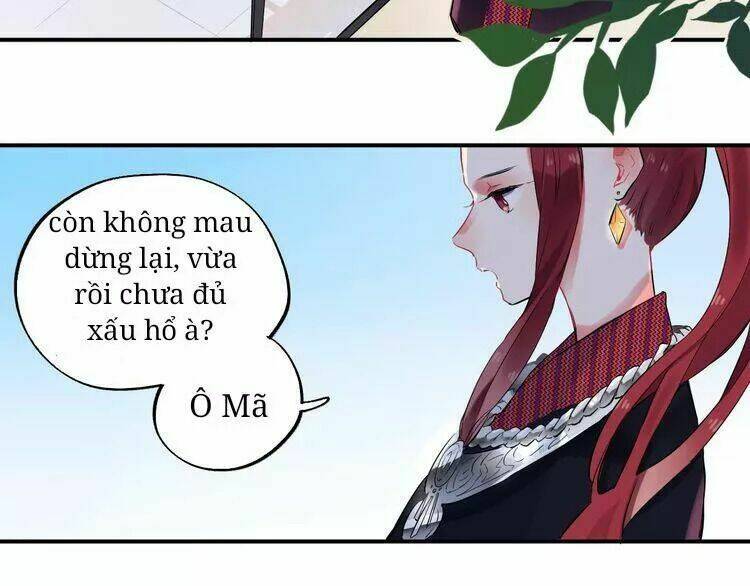 còn không mau
dừng lại, vừa
rồi chưa đủ
xấu hổ à?
Ô Mã